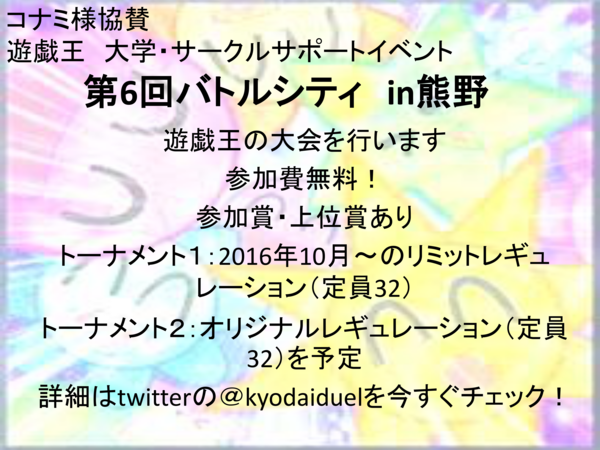 コナミ様協賛
遊戯王　大学・サークルサポートイベント
第6回バトルシティ　in熊野
遊戯王の大会を行います
参加費無料！
参加賞・上位賞あり
トーナメント１：2016年10月～のリミットレギュ
レーション（定員32）
トーナメント２：オリジナルレギュレーション（定員
32）を予定
詳細はtwitterの＠kyodaiduelを今すぐチェック！